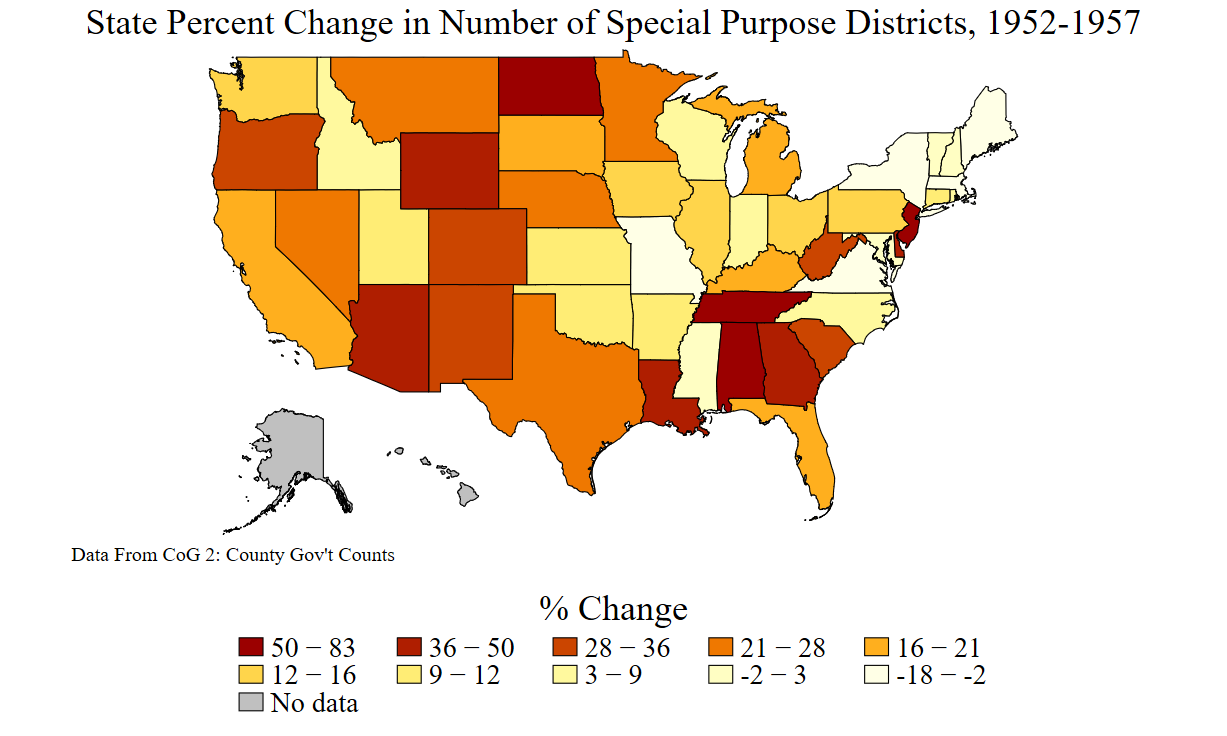 State Percent Change in Number of Special Purpose Districts, 1952-1957
Data From CoG 2: County Gov't Counts
% Change
50 − 83 36 − 50 28 − 36 21 − 28 16 − 21
12 − 16 9 − 12 3 − 9 -2 − 3 -18 − -2
No data